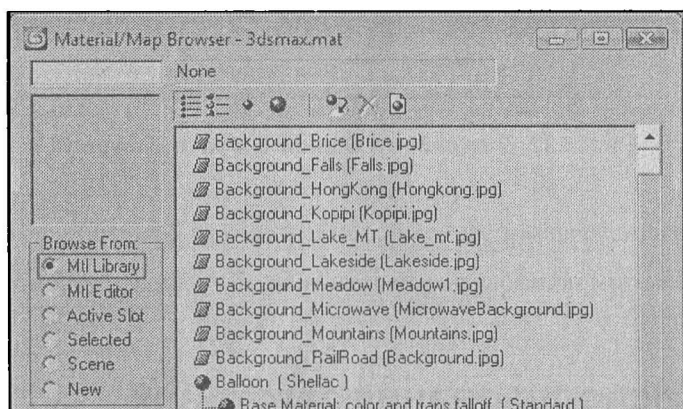 Material/Map Browser - 3dsmax.mat
None
Background_Brice (Brice.jpg)
Background_Falls (Falls.jpg)
Background_HongKong (Hongkong.jpg)
Background_Kopipi (Kopipi.jpg)
Background_Lake_MT (Lake_mt.jpg)
Background_Lakeside (Lakeside.jpg)
Background_Meadow (Meadow1.jpg)
Background_Microwave (MicrowaveBackground.jpg)
Background_Mountains (Mountains.jpg)
Background_RailRoad (Background.jpg)
Balloon ( Shellac )
Base Material: color and trans falloff ( Standard )
Browse From:
Mtl Library
Mtl Editor
Active Slot
Selected
Scene
New